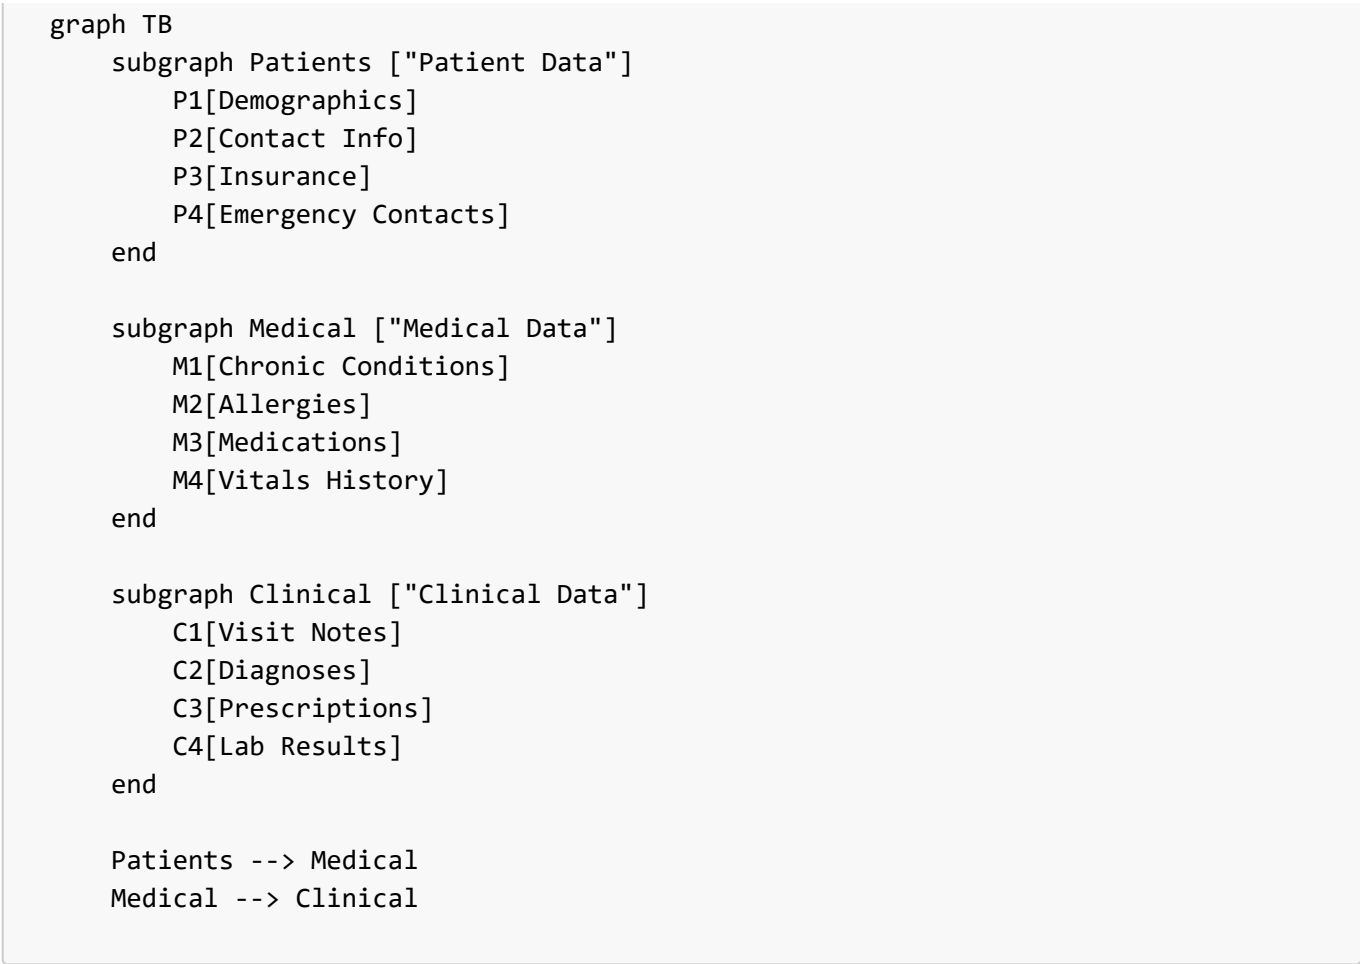 graph TB
    subgraph Patients ["Patient Data"]
        P1[Demographics]
        P2[Contact Info]
        P3[Insurance]
        P4[Emergency Contacts]
    end

    subgraph Medical ["Medical Data"]
        M1[Chronic Conditions]
        M2[Allergies]
        M3[Medications]
        M4[Vitals History]
    end

    subgraph Clinical ["Clinical Data"]
        C1[Visit Notes]
        C2[Diagnoses]
        C3[Prescriptions]
        C4[Lab Results]
    end

    Patients --> Medical
    Medical --> Clinical